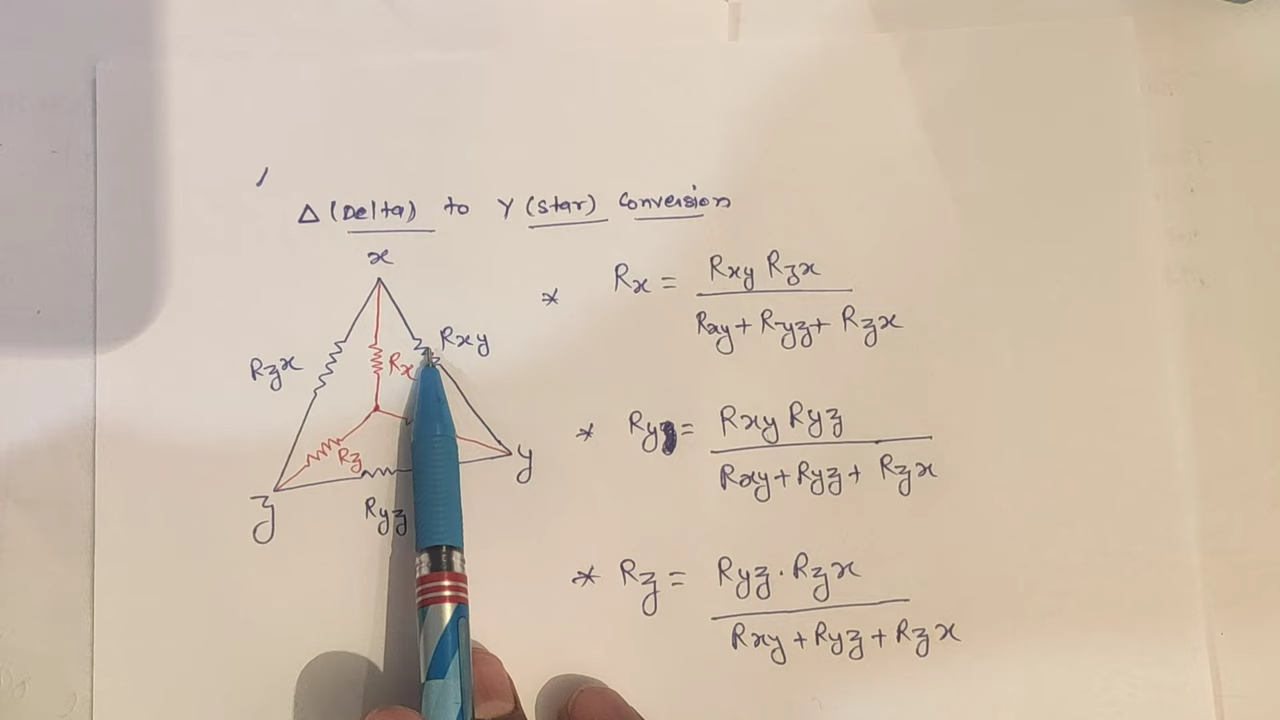 Δ (Delta) to Y (Star) Conversion
x
Rzx
Rx
Rxy
Rz
z
y
Ryz
* Rx = Rxy Rzx
Rxy + Ryz + Rzx
* Ry = Rxy Ryz
Rxy + Ryz + Rzx
* Rz = Ryz . Rzx
Rxy + Ryz + Rzx